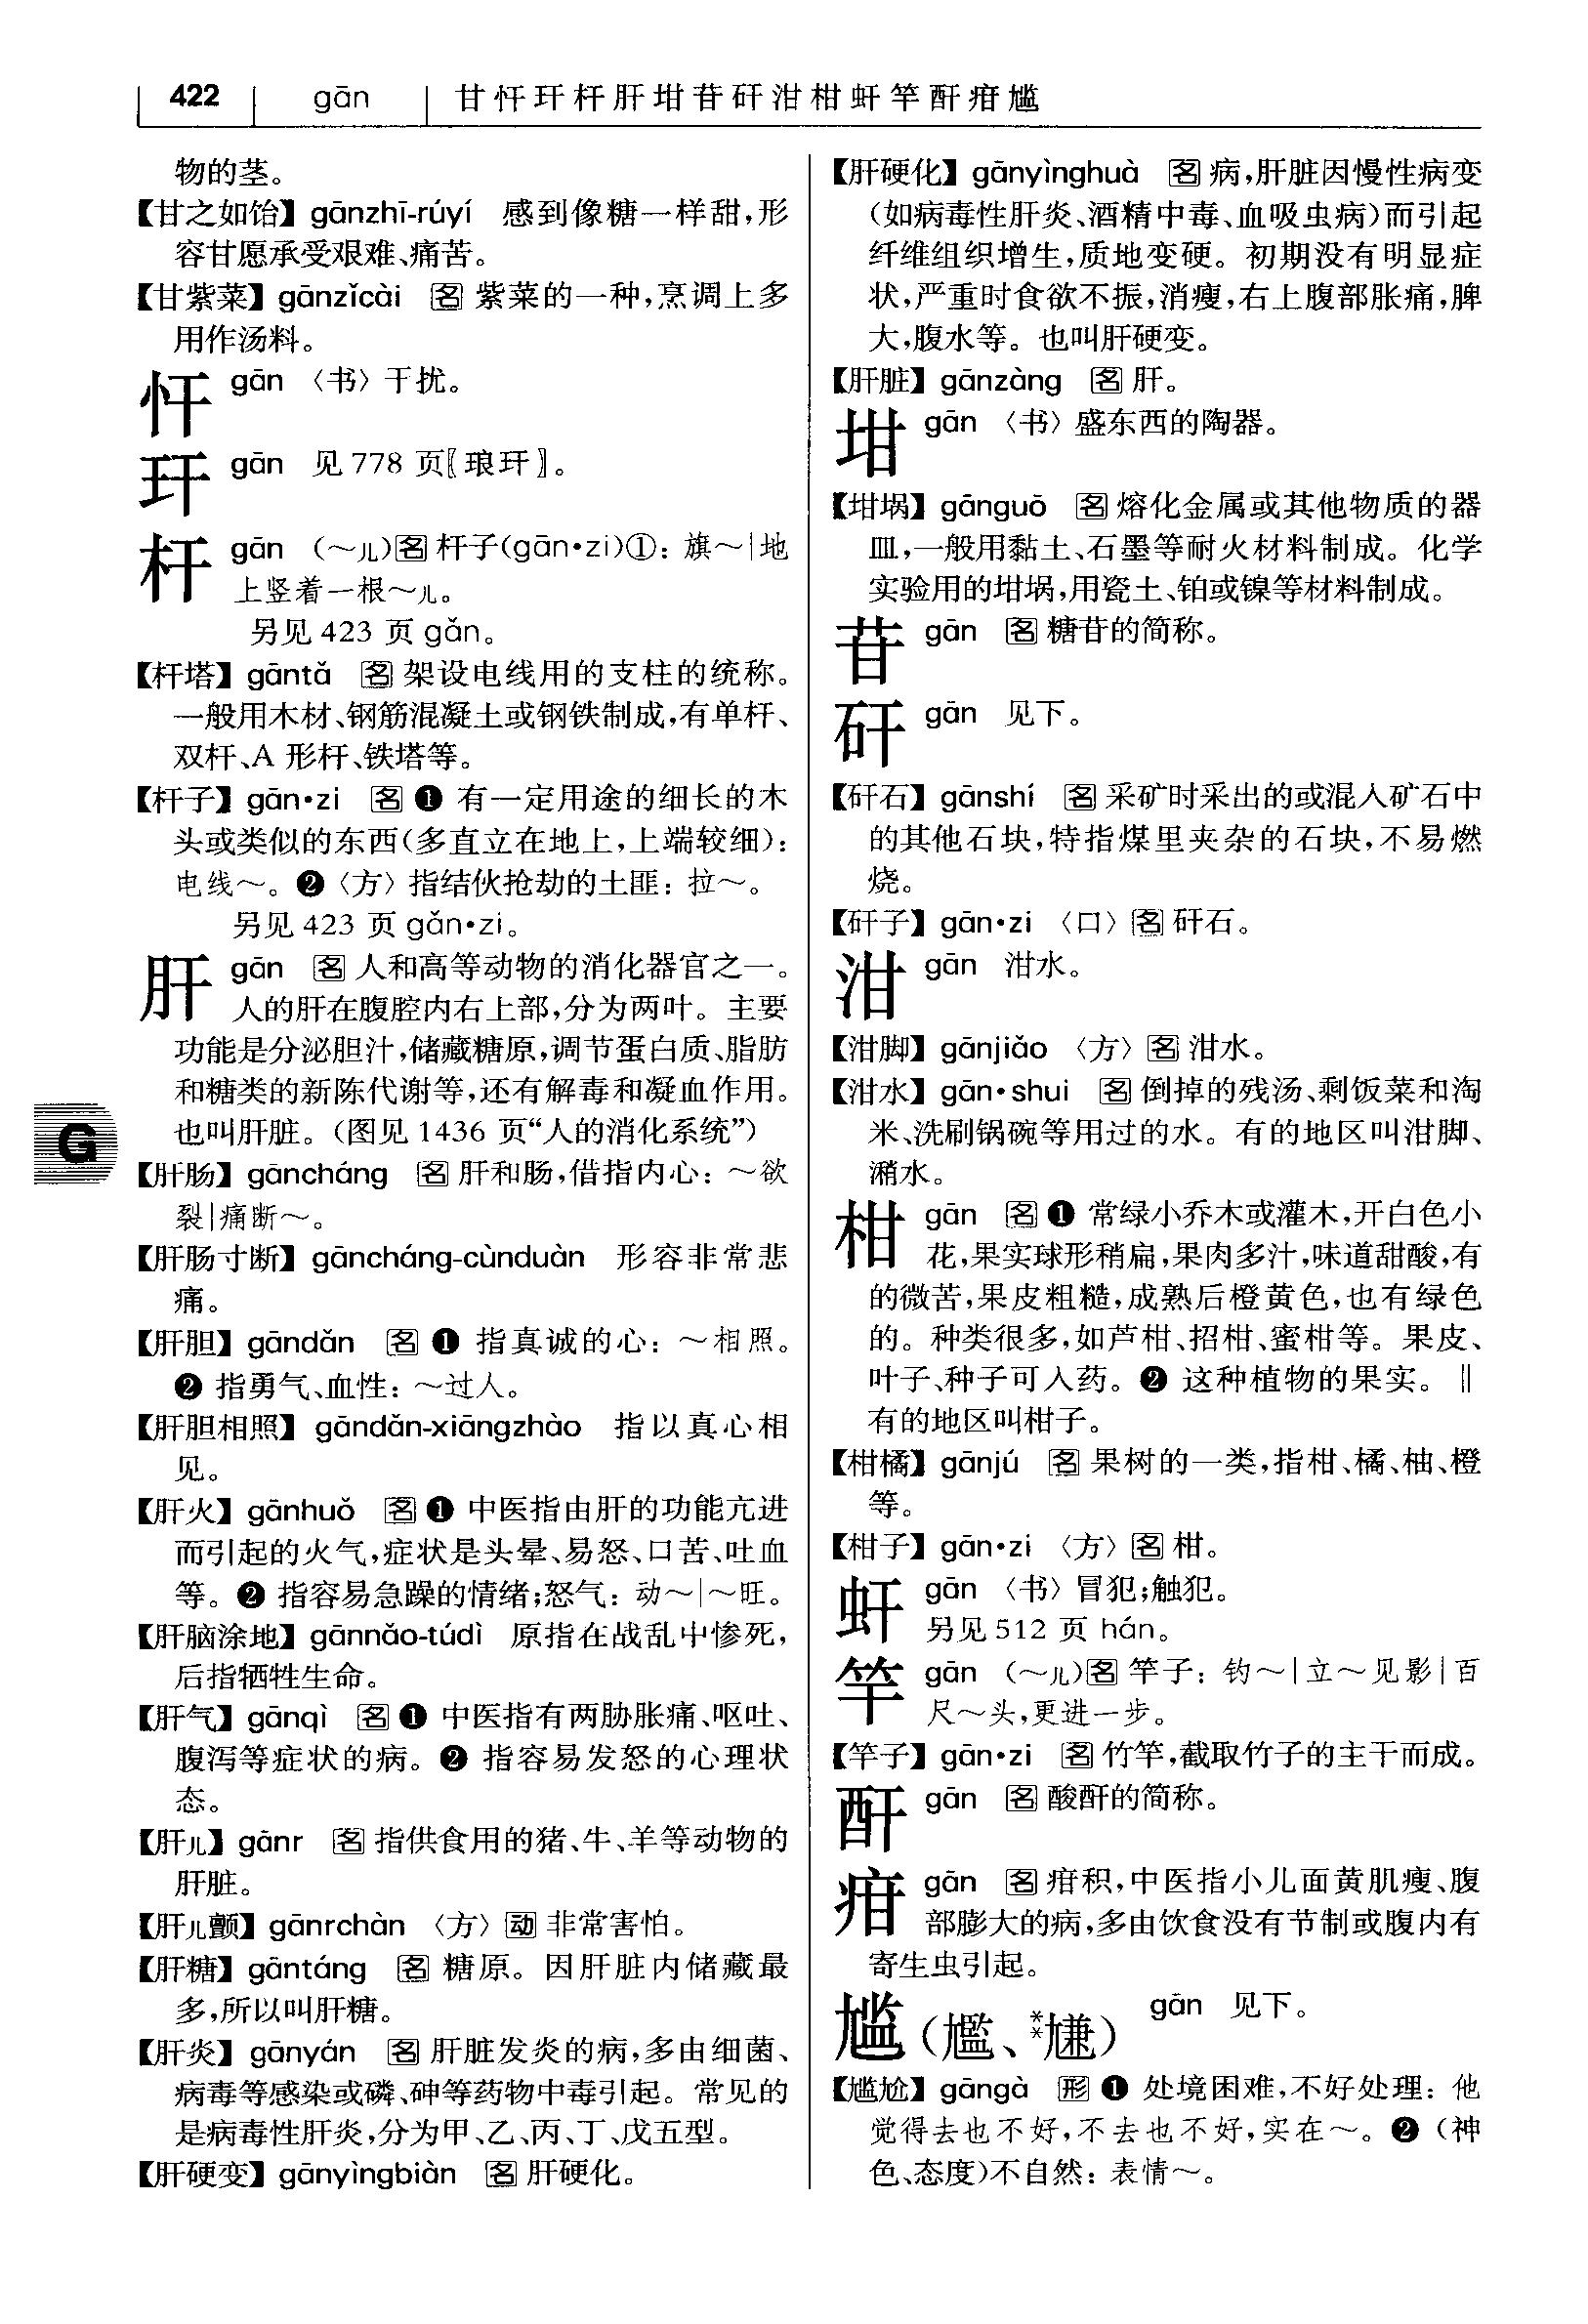 422 gān 甘忓玕杆肝坩苷矸泔柑虷竿酐疳尴
物的茎。
【甘之如饴】gānzhī-rúyí 感到像糖一样甜,形
容甘愿承受艰难、痛苦。
【甘紫菜】gānzǐcài 名 紫菜的一种,烹调上多
用作汤料。
忓 gān 〈书〉干扰。
玕 gān 见 778 页〖琅玕〗。
杆 gān (～儿)名 杆子(gān•zi)①：旗～|地
上竖着一根～儿。
另见 423 页 gǎn。
【杆塔】gāntǎ 名 架设电线用的支柱的统称。
一般用木材、钢筋混凝土或钢铁制成,有单杆、
双杆、A 形杆、铁塔等。
【杆子】gān•zi 名 ❶ 有一定用途的细长的木
头或类似的东西(多直立在地上,上端较细)：
电线～。❷〈方〉指结伙抢劫的土匪：拉～。
另见 423 页 gǎn•zi。
肝 gān 名 人和高等动物的消化器官之一。
人的肝在腹腔内右上部,分为两叶。主要
功能是分泌胆汁,储藏糖原,调节蛋白质、脂肪
和糖类的新陈代谢等,还有解毒和凝血作用。
也叫肝脏。(图见 1436 页“人的消化系统”)
G
【肝肠】gāncháng 名 肝和肠,借指内心：～欲
裂|痛断～。
【肝肠寸断】gāncháng-cùnduàn 形容非常悲
痛。
【肝胆】gāndǎn 名 ❶ 指真诚的心：～相照。
❷ 指勇气、血性：～过人。
【肝胆相照】gāndǎn-xiāngzhào 指以真心相
见。
【肝火】gānhuǒ 名 ❶ 中医指由肝的功能亢进
而引起的火气,症状是头晕、易怒、口苦、吐血
等。❷ 指容易急躁的情绪;怒气：动～|～旺。
【肝脑涂地】gānnǎo-túdì 原指在战乱中惨死,
后指牺牲生命。
【肝气】gānqì 名 ❶ 中医指有两胁胀痛、呕吐、
腹泻等症状的病。❷ 指容易发怒的心理状
态。
【肝儿】gānr 名 指供食用的猪、牛、羊等动物的
肝脏。
【肝儿颤】gānrchàn 〈方〉动 非常害怕。
【肝糖】gāntáng 名 糖原。因肝脏内储藏最
多,所以叫肝糖。
【肝炎】gānyán 名 肝脏发炎的病,多由细菌、
病毒等感染或磷、砷等药物中毒引起。常见的
是病毒性肝炎,分为甲、乙、丙、丁、戊五型。
【肝硬变】gānyìngbiàn 名 肝硬化。
【肝硬化】gānyìnghuà 名 病,肝脏因慢性病变
(如病毒性肝炎、酒精中毒、血吸虫病)而引起
纤维组织增生,质地变硬。初期没有明显症
状,严重时食欲不振,消瘦,右上腹部胀痛,脾
大,腹水等。也叫肝硬变。
【肝脏】gānzàng 名 肝。
坩 gān 〈书〉盛东西的陶器。
【坩埚】gānguō 名 熔化金属或其他物质的器
皿,一般用黏土、石墨等耐火材料制成。化学
实验用的坩埚,用瓷土、铂或镍等材料制成。
苷 gān 名 糖苷的简称。
矸 gān 见下。
【矸石】gānshí 名 采矿时采出的或混入矿石中
的其他石块,特指煤里夹杂的石块,不易燃
烧。
【矸子】gān•zi 〈口〉名 矸石。
泔 gān 泔水。
【泔脚】gānjiǎo 〈方〉名 泔水。
【泔水】gān•shui 名 倒掉的残汤、剩饭菜和淘
米、洗刷锅碗等用过的水。有的地区叫泔脚、
潲水。
柑 gān 名 ❶ 常绿小乔木或灌木,开白色小
花,果实球形稍扁,果肉多汁,味道甜酸,有
的微苦,果皮粗糙,成熟后橙黄色,也有绿色
的。种类很多,如芦柑、招柑、蜜柑等。果皮、
叶子、种子可入药。❷ 这种植物的果实。‖
有的地区叫柑子。
【柑橘】gānjú 名 果树的一类,指柑、橘、柚、橙
等。
【柑子】gān•zi 〈方〉名 柑。
虷 gān 〈书〉冒犯;触犯。
另见 512 页 hán。
竿 gān (～儿)名 竿子：钓～|立～见影|百
尺～头,更进一步。
【竿子】gān•zi 名 竹竿,截取竹子的主干而成。
酐 gān 名 酸酐的简称。
疳 gān 名 疳积,中医指小儿面黄肌瘦、腹
部膨大的病,多由饮食没有节制或腹内有
寄生虫引起。
尴(尷、**尲) gān 见下。
【尴尬】gāngà 形 ❶ 处境困难,不好处理：他
觉得去也不好,不去也不好,实在～。❷(神
色、态度)不自然：表情～。